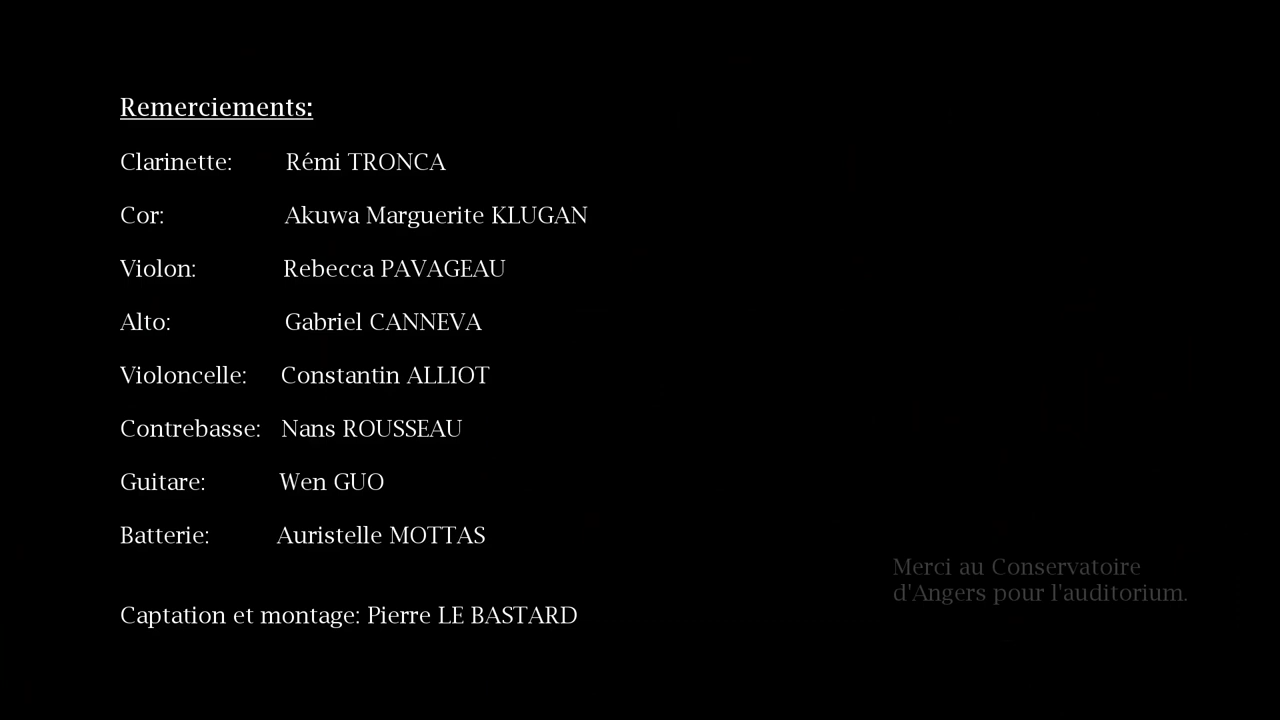 Remerciements:
Clarinette: Rémi TRONCA
Cor: Akuwa Marguerite KLUGAN
Violon: Rebecca PAVAGEAU
Alto: Gabriel CANNEVA
Violoncelle: Constantin ALLIOT
Contrebasse: Nans ROUSSEAU
Guitare: Wen GUO
Batterie: Auristelle MOTTAS
Captation et montage: Pierre LE BASTARD
Merci au Conservatoire
d'Angers pour l'auditorium.